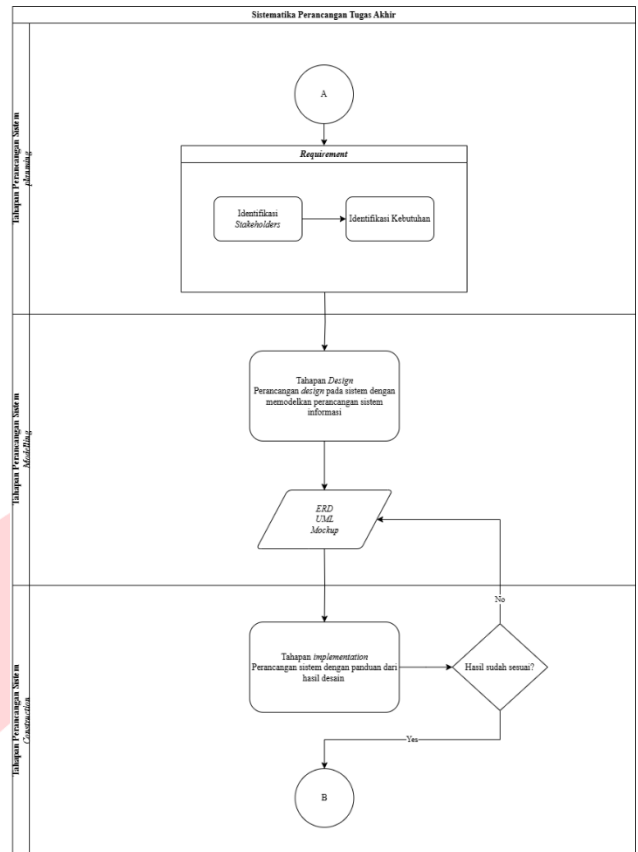 Sistematika Perancangan Tugas Akhir
Tahapan Perancangan Sistem
planning
A
Requirement
Identifikasi
Stakeholders
Identifikasi Kebutuhan
Tahapan Perancangan Sistem
Modelling
Tahapan Design
Perancangan design pada sistem dengan
memodelkan perancangan sistem
informasi
ERD
UML
Mockup
Tahapan Perancangan Sistem
Construction
No
Tahapan implementation
Perancangan sistem dengan panduan dari
hasil desain
Hasil sudah sesuai?
Yes
B